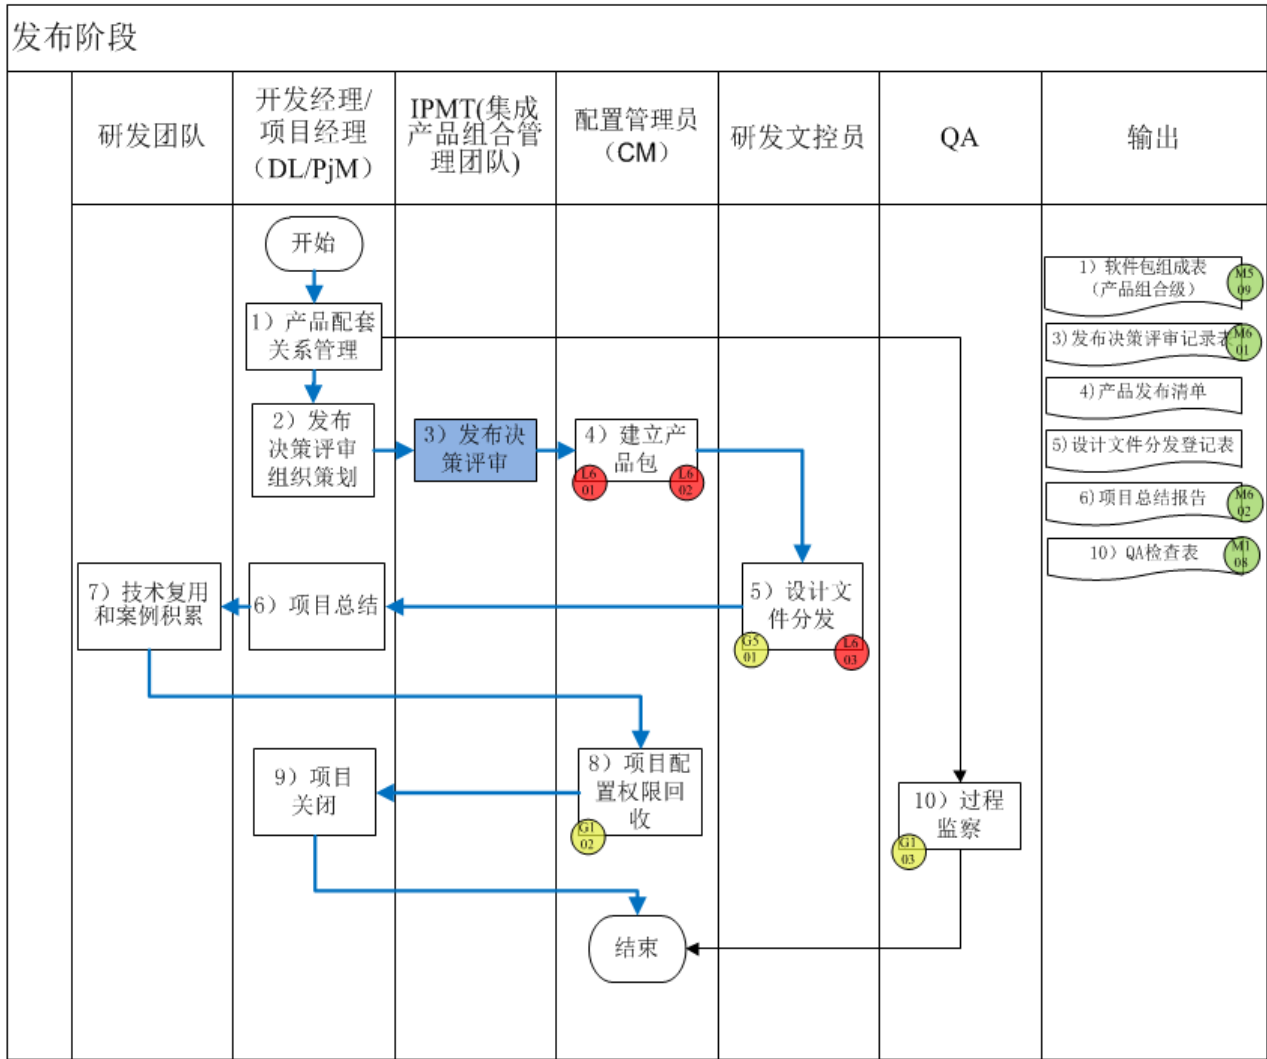 发布阶段
研发团队
开发经理/
项目经理
（DL/PjM）
IPMT(集成
产品组合管
理团队)
配置管理员
（CM）
研发文控员
QA
输出
开始
1）产品配套
关系管理
2）发布
决策评审
组织策划
3）发布决
策评审
4）建立产
品包
L6
01
L6
02
5）设计文
件分发
G5
01
L6
03
6）项目总结
7）技术复用
和案例积累
8）项目配
置权限回
收
G1
02
9）项目
关闭
10）过程
监察
G1
03
结束
1）软件包组成表
（产品组合级）
M5
09
3)发布决策评审记录表
M6
01
4)产品发布清单
5)设计文件分发登记表
6)项目总结报告
M6
02
10）QA检查表
M1
08